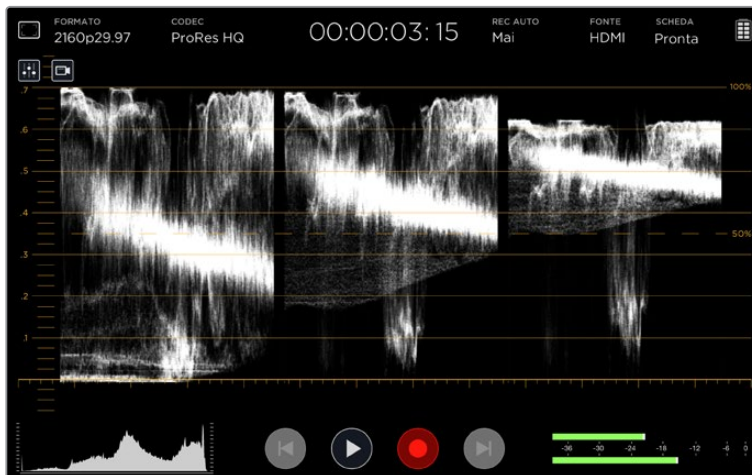 FORMATO
2160p29.97
CODEC
ProRes HQ
00:00:03:15
REC AUTO
Mai
FONTE
HDMI
SCHEDA
Pronta
.7
100%
.6
.5
.4
50%
.3
.2
.1
-36 -30 -24 -18 -12 -6 0